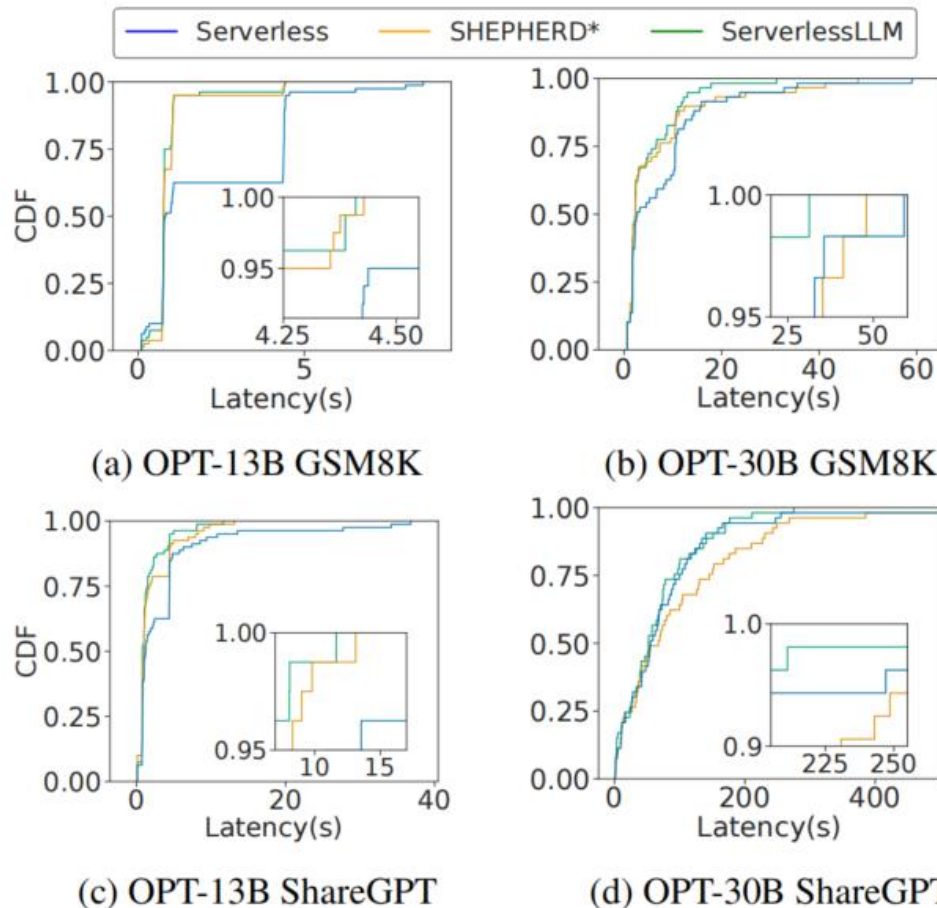 Serverless SHEPHERD* ServerlessLLM
1.00
0.75
0.50
0.25
0.00
CDF
1.00
0.95
4.25 4.50
0 5
Latency(s)
(a) OPT-13B GSM8K
1.00
0.75
0.50
0.25
0.00
1.00
0.95
25 50
0 20 40 60
Latency(s)
(b) OPT-30B GSM8K
1.00
0.75
0.50
0.25
0.00
CDF
1.00
0.95
10 15
0 20 40
Latency(s)
(c) OPT-13B ShareGPT
1.00
0.75
0.50
0.25
0.00
1.0
0.9
225 250
0 200 400
Latency(s)
(d) OPT-30B ShareGPT